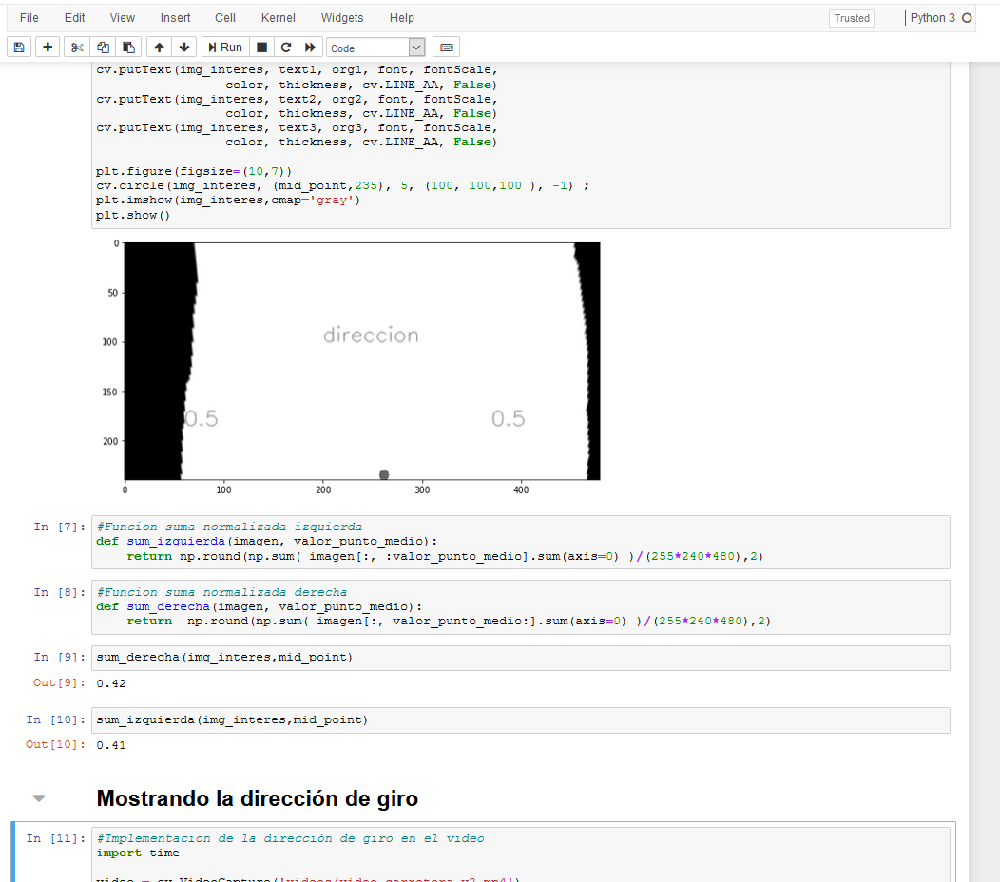 File Edit View Insert Cell Kernel Widgets Help Trusted Python 3
Run Code
cv.putText(img_interes, text1, org1, font, fontScale,
color, thickness, cv.LINE_AA, False)
cv.putText(img_interes, text2, org2, font, fontScale,
color, thickness, cv.LINE_AA, False)
cv.putText(img_interes, text3, org3, font, fontScale,
color, thickness, cv.LINE_AA, False)
plt.figure(figsize=(10,7))
cv.circle(img_interes, (mid_point,235), 5, (100, 100,100 ), -1) ;
plt.imshow(img_interes,cmap='gray')
plt.show()
0
50
direccion
100
150
0.5 0.5
200
0 100 200 300 400
In [7]: #Funcion suma normalizada izquierda
def sum_izquierda(imagen, valor_punto_medio):
return np.round(np.sum( imagen[:, :valor_punto_medio].sum(axis=0) )/(255*240*480),2)
In [8]: #Funcion suma normalizada derecha
def sum_derecha(imagen, valor_punto_medio):
return  np.round(np.sum( imagen[:, valor_punto_medio:].sum(axis=0) )/(255*240*480),2)
In [9]: sum_derecha(img_interes,mid_point)
Out[9]: 0.42
In [10]: sum_izquierda(img_interes,mid_point)
Out[10]: 0.41
Mostrando la dirección de giro
In [11]: #Implementacion de la dirección de giro en el video
import time
video = cv.VideoCapture('videos/video_carretera_v2.mp4')